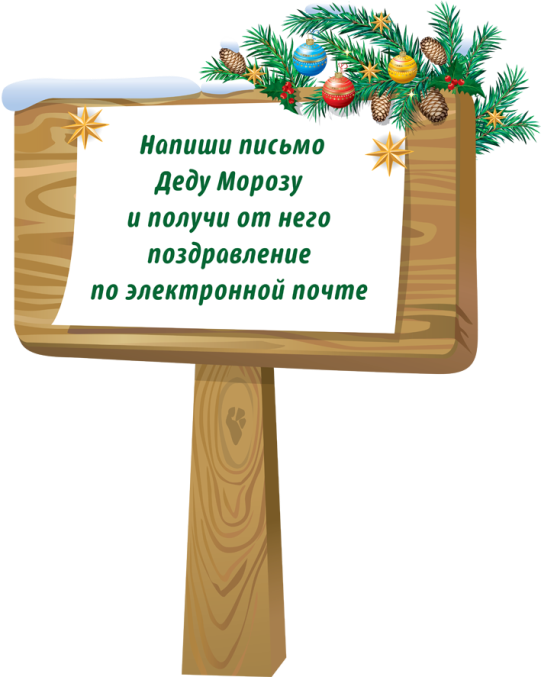 Напиши письмо
Деду Морозу
и получи от него
поздравление
по электронной почте